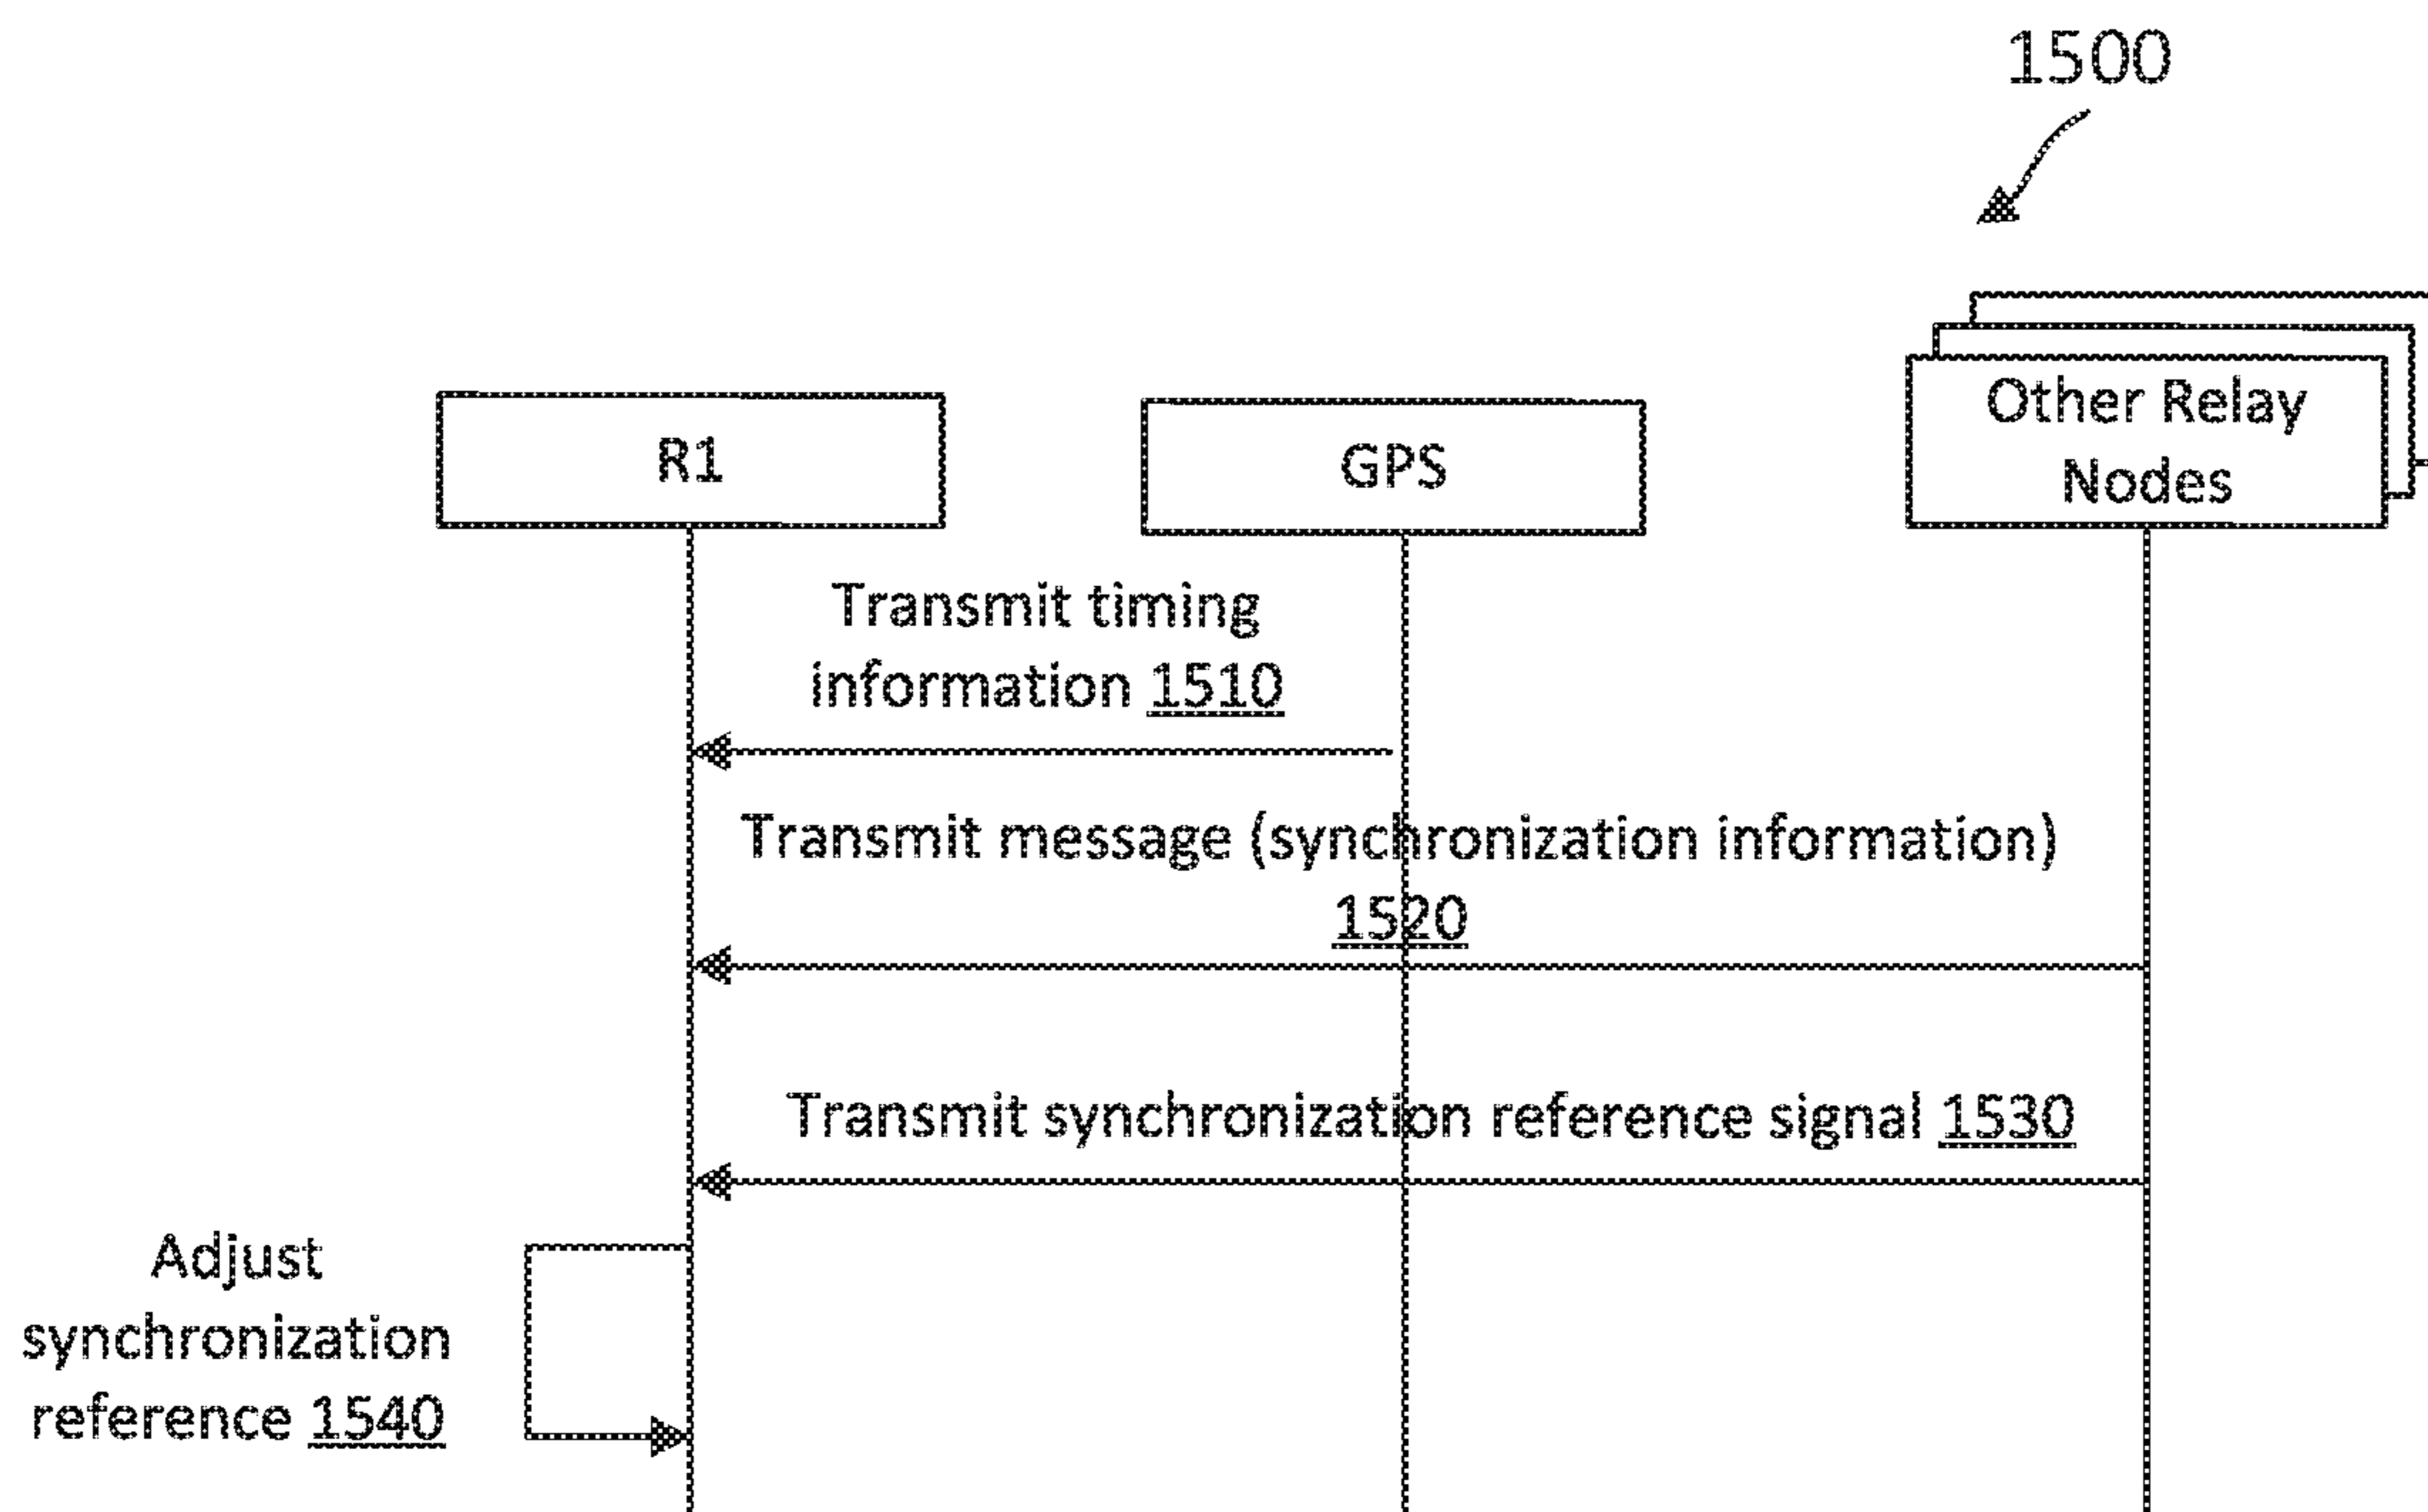 1500
R1
GPS
Other Relay
Nodes
Transmit timing
information 1510
Transmit message (synchronization information)
1520
Transmit synchronization reference signal 1530
Adjust
synchronization
reference 1540